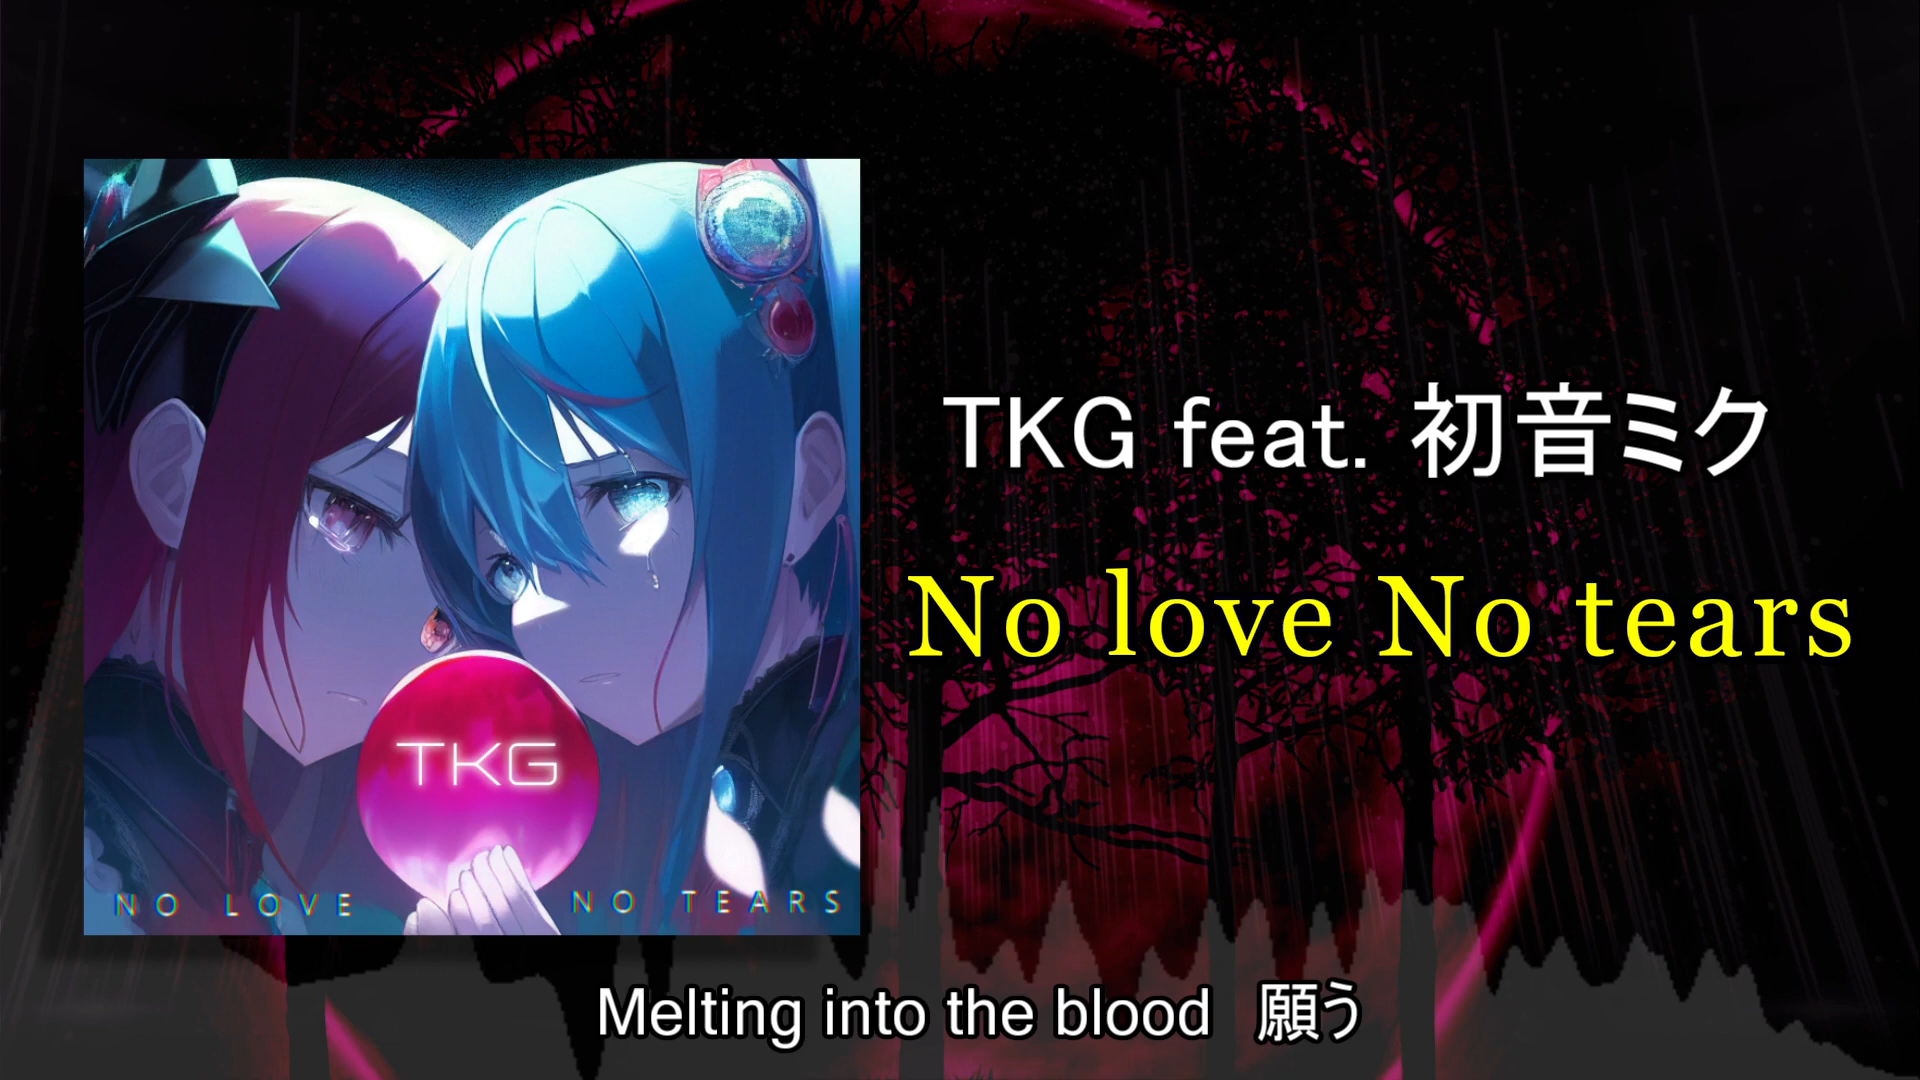 TKG feat. 初音ミク
No love No tears
TKG
NO LOVE NO TEARS
Melting into the blood　願う